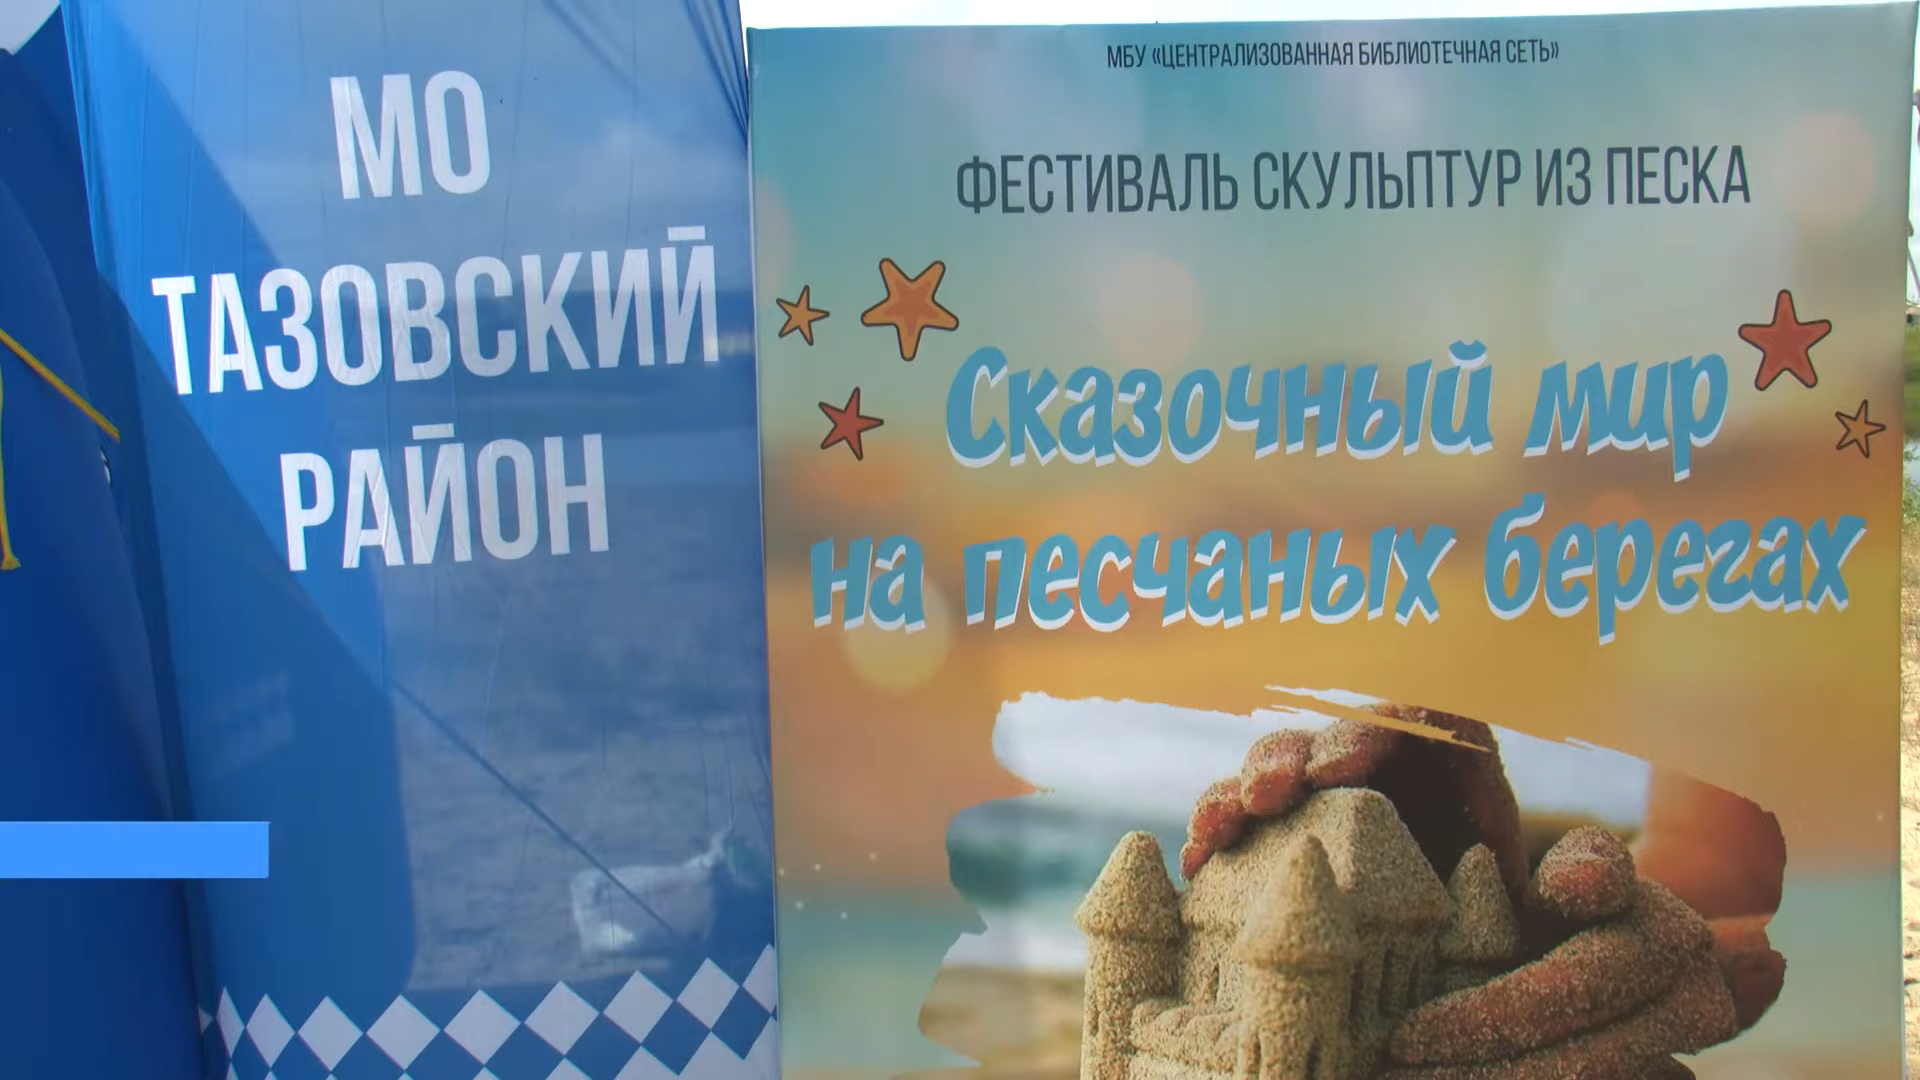 МО
ТАЗОВСКИЙ
РАЙОН
МБУ «ЦЕНТРАЛИЗОВАННАЯ БИБЛИОТЕЧНАЯ СЕТЬ»
ФЕСТИВАЛЬ СКУЛЬПТУР ИЗ ПЕСКА
Сказочный мир
на песчаных берегах